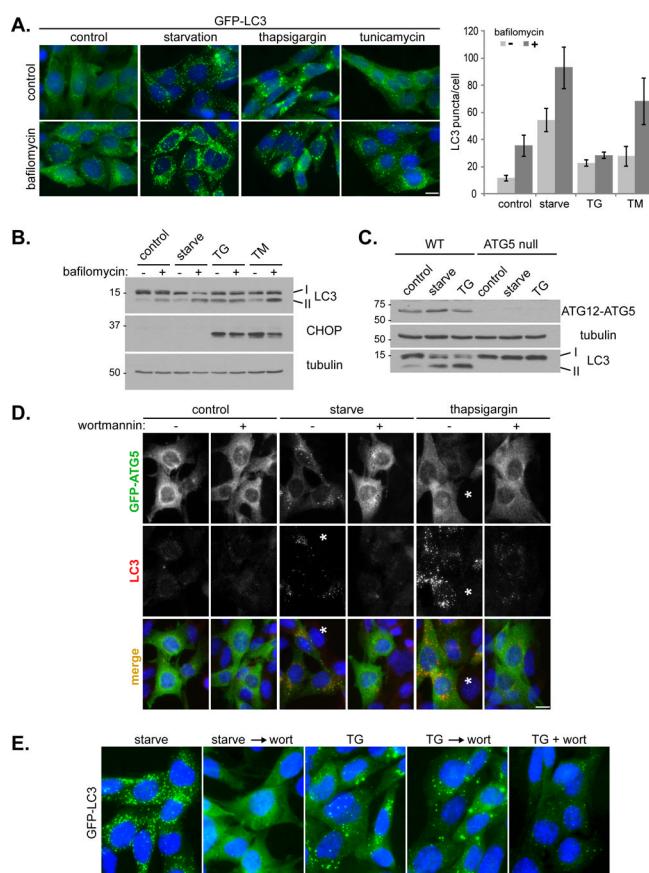 A.
GFP-LC3
control starvation thapsigargin tunicamycin
control
bafilomycin
bafilomycin
- +
LC3 puncta/cell
120
100
80
60
40
20
0
control starve TG TM
B.
control starve TG TM
bafilomycin: - + - + - + - +
15
I
II
LC3
37
CHOP
50
tubulin
C.
WT ATG5 null
control starve TG control starve TG
75
50
ATG12-ATG5
50
tubulin
15
I
II
LC3
D.
control starve thapsigargin
wortmannin: - + - + - +
GFP-ATG5
*
LC3
* *
merge
* *
E.
starve starve → wort TG TG → wort TG + wort
GFP-LC3